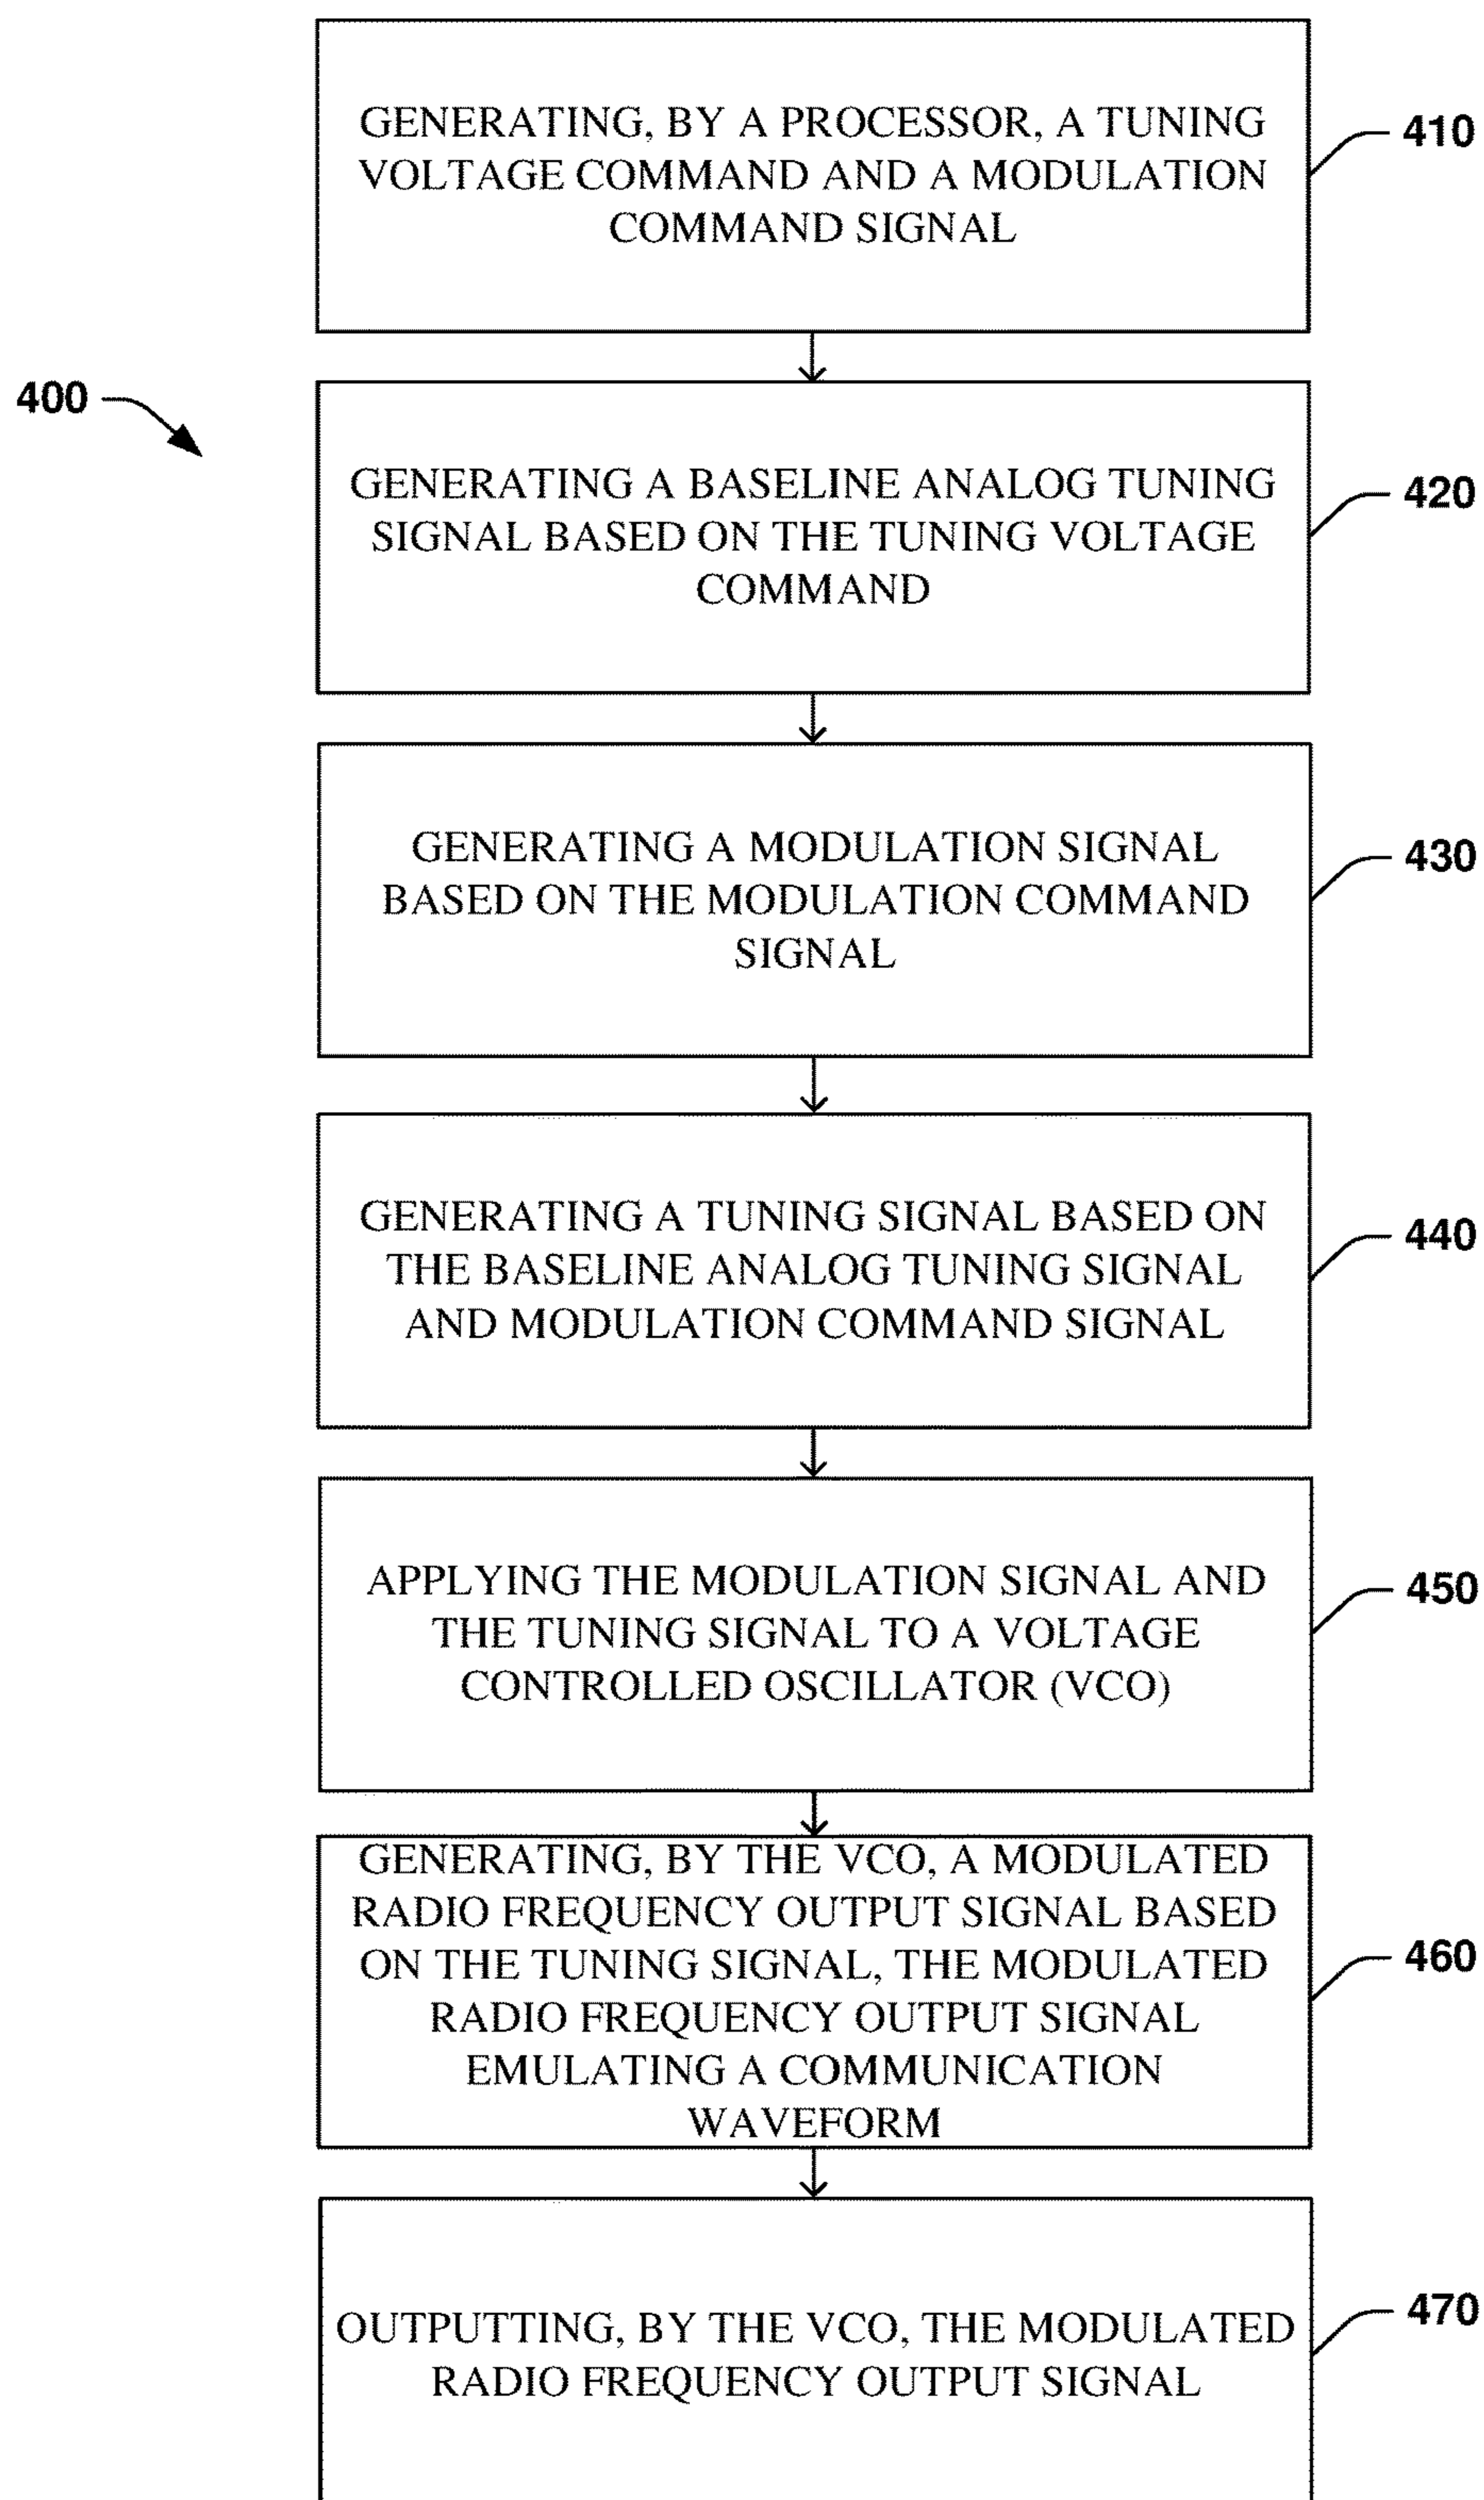 GENERATING, BY A PROCESSOR, A TUNING
VOLTAGE COMMAND AND A MODULATION
COMMAND SIGNAL
410
400
GENERATING A BASELINE ANALOG TUNING
SIGNAL BASED ON THE TUNING VOLTAGE
COMMAND
420
GENERATING A MODULATION SIGNAL
BASED ON THE MODULATION COMMAND
SIGNAL
430
GENERATING A TUNING SIGNAL BASED ON
THE BASELINE ANALOG TUNING SIGNAL
AND MODULATION COMMAND SIGNAL
440
APPLYING THE MODULATION SIGNAL AND
THE TUNING SIGNAL TO A VOLTAGE
CONTROLLED OSCILLATOR (VCO)
450
GENERATING, BY THE VCO, A MODULATED
RADIO FREQUENCY OUTPUT SIGNAL BASED
ON THE TUNING SIGNAL, THE MODULATED
RADIO FREQUENCY OUTPUT SIGNAL
EMULATING A COMMUNICATION
WAVEFORM
460
OUTPUTTING, BY THE VCO, THE MODULATED
RADIO FREQUENCY OUTPUT SIGNAL
470